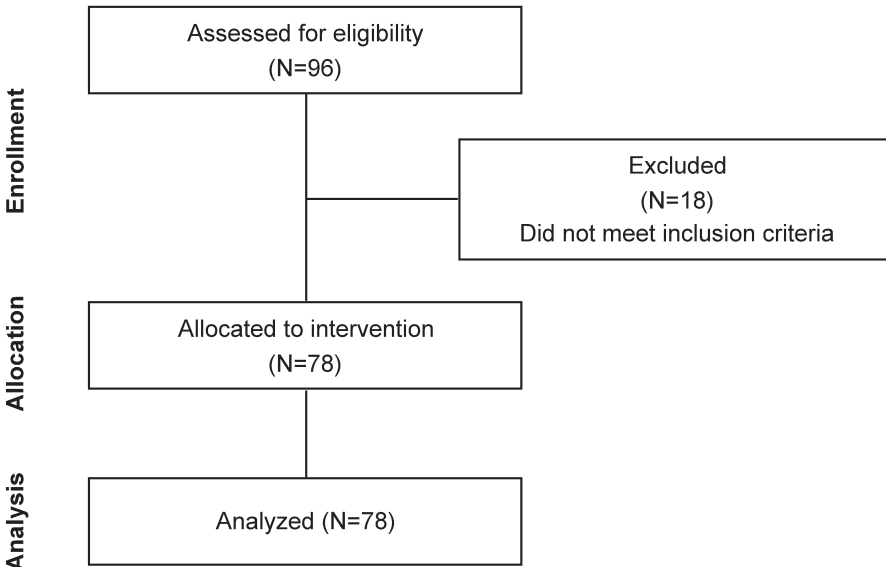 Enrollment
Assessed for eligibility
(N=96)
Excluded
(N=18)
Did not meet inclusion criteria
Allocation
Allocated to intervention
(N=78)
Analysis
Analyzed (N=78)